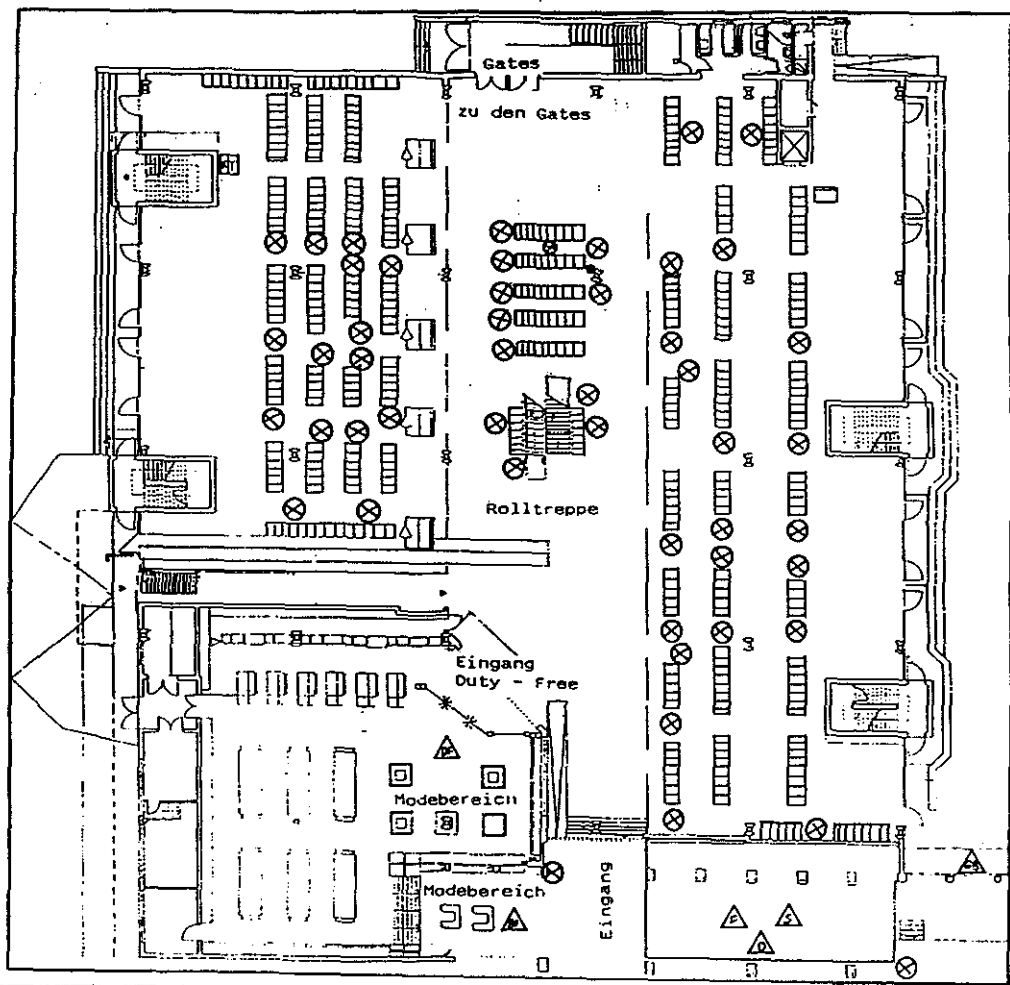 Gates
zu den Gates
Rolltreppe
Eingang
Duty - Free
Modebereich
Modebereich
Eingang
F
S